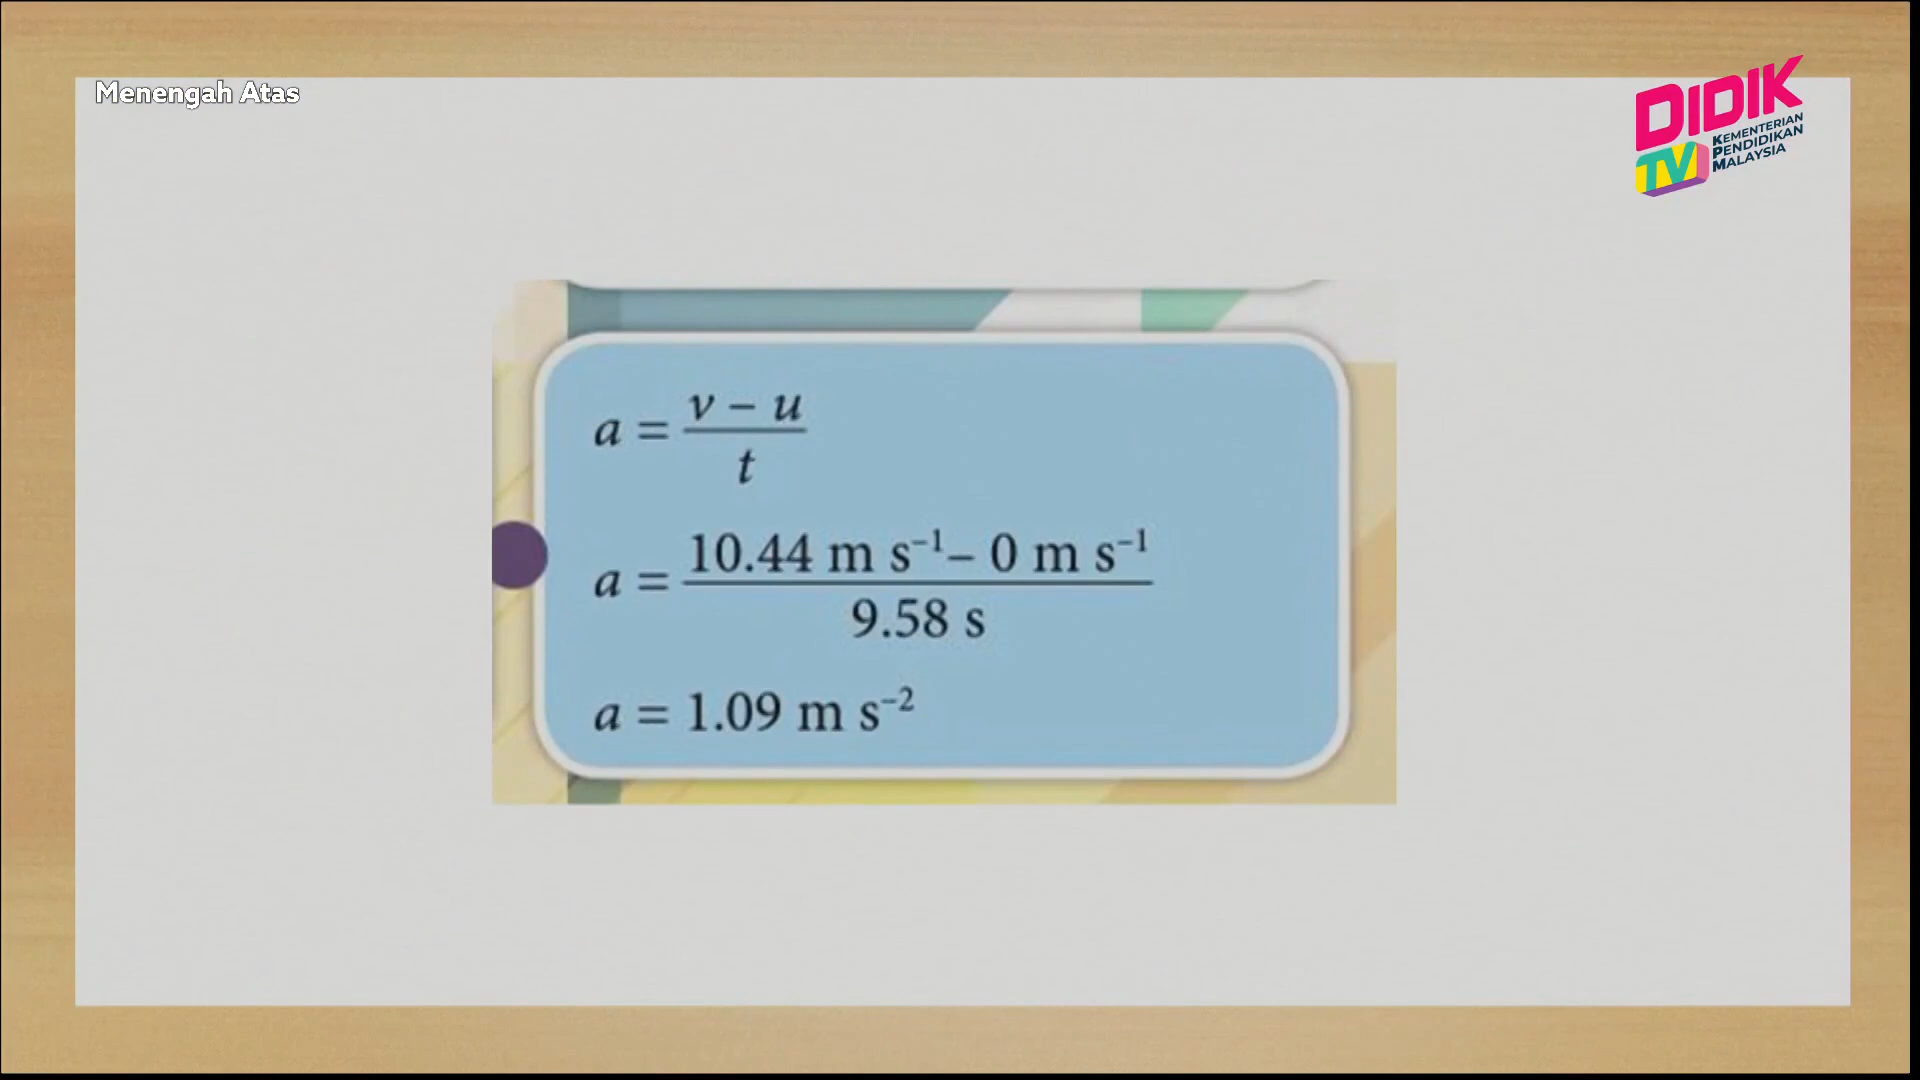 Menengah Atas
DIDIK
TV
KEMENTERIAN
PENDIDIKAN
MALAYSIA
a = v – u / t
a = 10.44 m s⁻¹ – 0 m s⁻¹ / 9.58 s
a = 1.09 m s⁻²